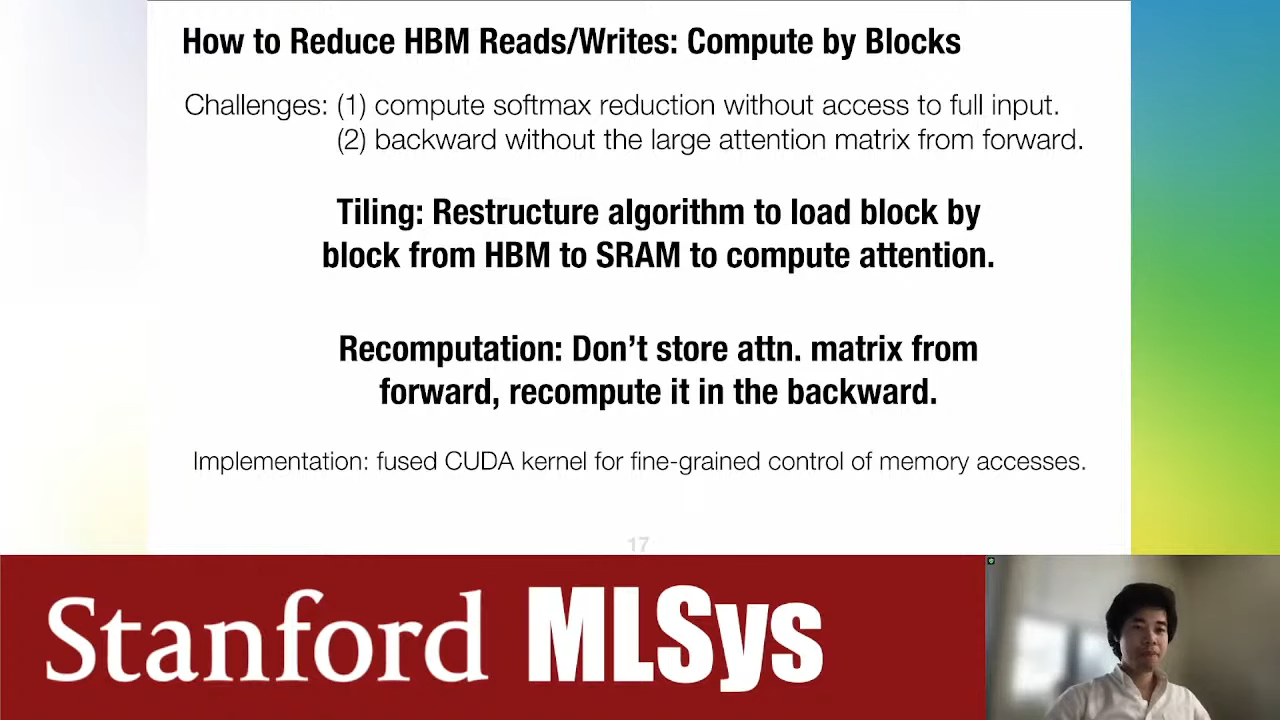 How to Reduce HBM Reads/Writes: Compute by Blocks
Challenges: (1) compute softmax reduction without access to full input.
(2) backward without the large attention matrix from forward.
Tiling: Restructure algorithm to load block by
block from HBM to SRAM to compute attention.
Recomputation: Don’t store attn. matrix from
forward, recompute it in the backward.
Implementation: fused CUDA kernel for fine-grained control of memory accesses.
17
Stanford MLSys